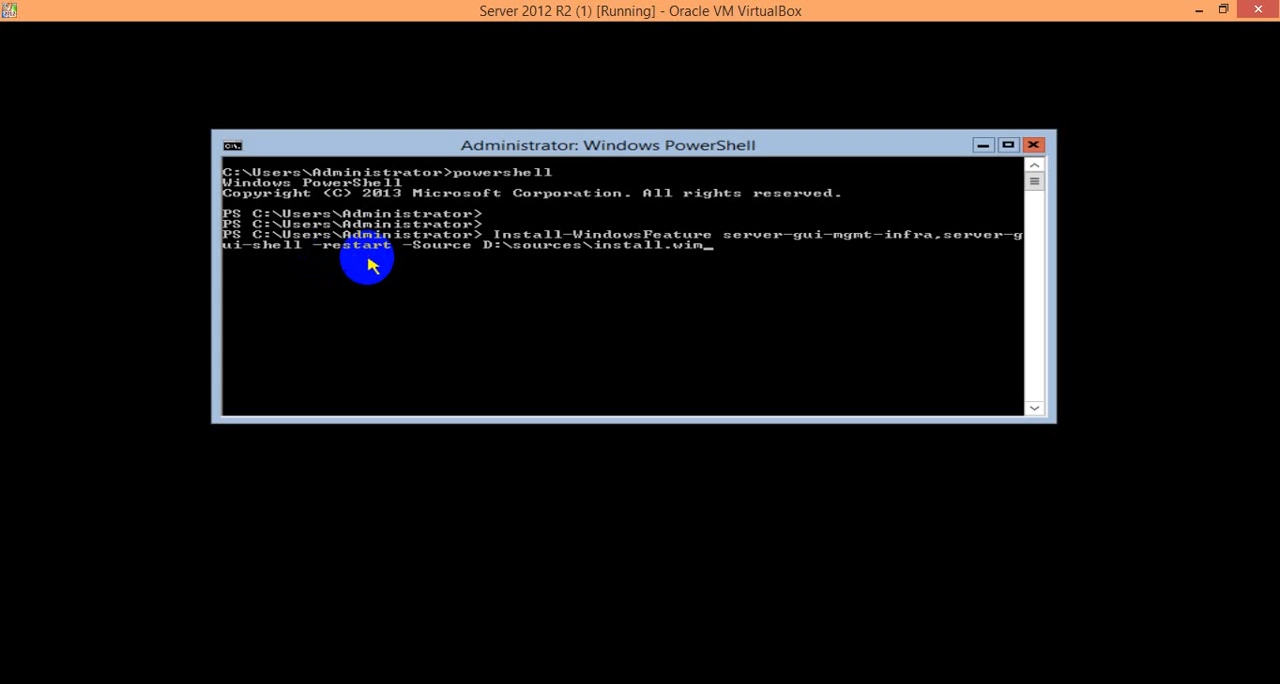 Server 2012 R2 (1) [Running] - Oracle VM VirtualBox
Administrator: Windows PowerShell
C:\Users\Administrator>powershell
Windows PowerShell
Copyright (C) 2013 Microsoft Corporation. All rights reserved.
PS C:\Users\Administrator>
PS C:\Users\Administrator>
PS C:\Users\Administrator> Install-WindowsFeature server-gui-mgmt-infra,server-g
ui-shell -restart -Source D:\sources\install.wim_